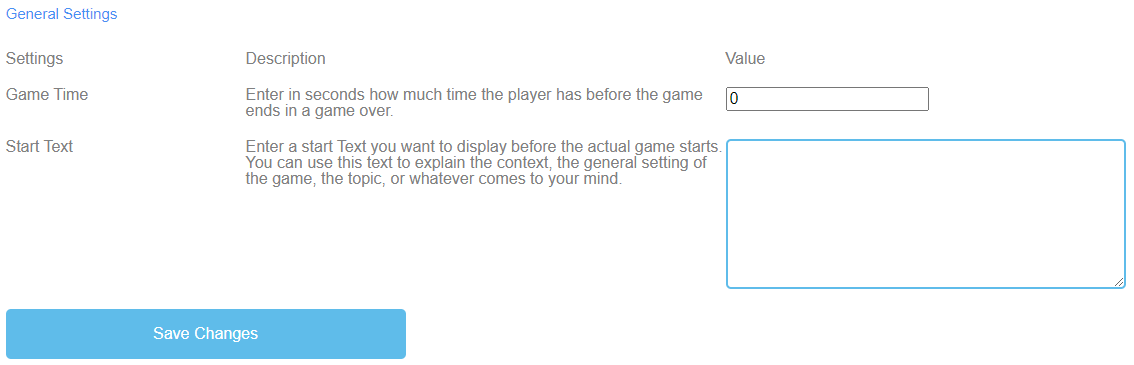 General Settings
Settings Description Value
Game Time Enter in seconds how much time the player has before the game 0
ends in a game over.
Start Text Enter a start Text you want to display before the actual game starts.
You can use this text to explain the context, the general setting of
the game, the topic, or whatever comes to your mind.
Save Changes